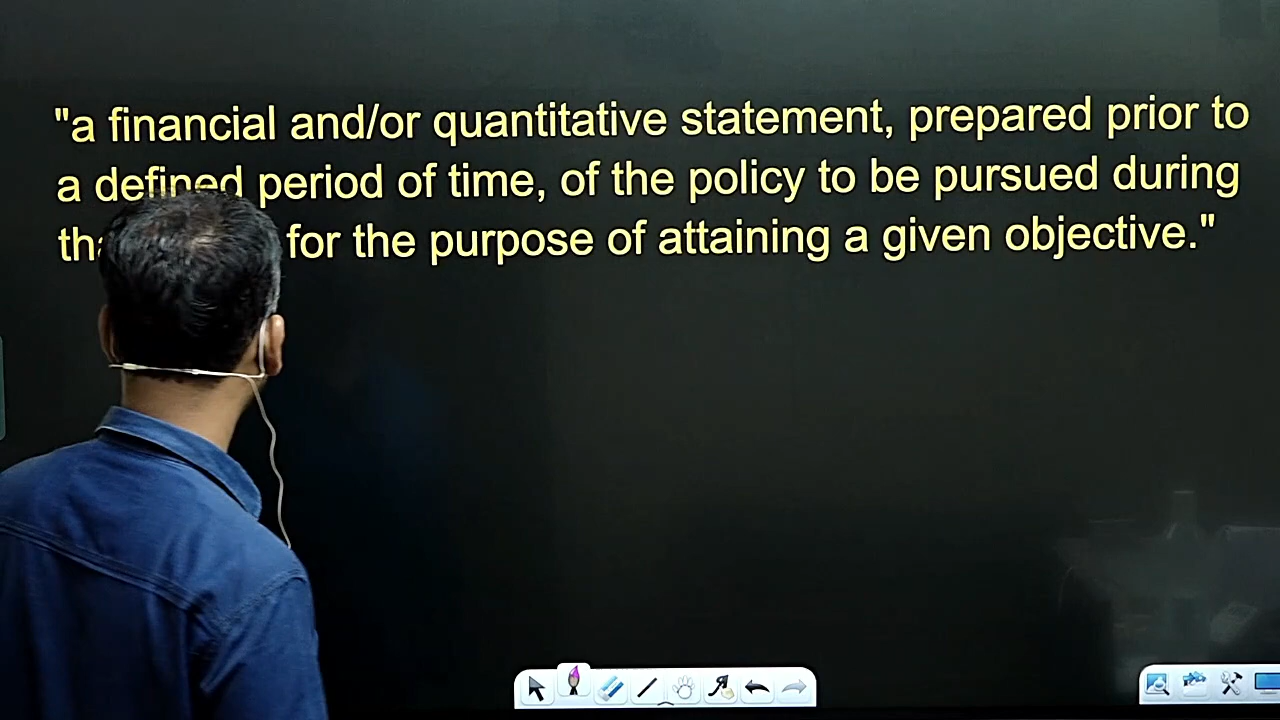 "a financial and/or quantitative statement, prepared prior to
a defined period of time, of the policy to be pursued during
for the purpose of attaining a given objective."